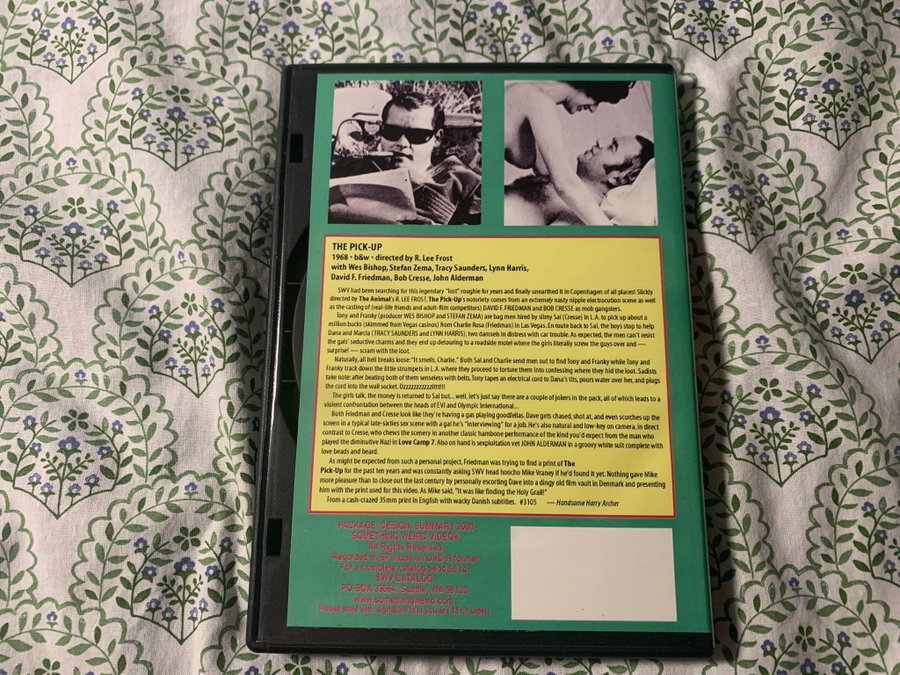 THE PICK-UP
1968 • b&w • directed by R. Lee Frost
with Wes Bishop, Stefan Zema, Tracy Saunders, Lynn Harris,
David F. Friedman, Bob Cresse, John Alderman
SWV had been searching for this legendary "lost" roughie for years and finally unearthed it in Copenhagen of all places! Slickly
directed by The Animal's R. LEE FROST, The Pick-Up's notoriety comes from an extremely nasty nipple electrocution scene as well
as the casting of (real-life friends and adult-film competitors) DAVID F. FRIEDMAN and BOB CRESSE as mob gangsters.
Tony and Franky (producer WES BISHOP and STEFAN ZEMA) are bag men hired by slimy Sal (Cresse) in L.A. to pick up about a
million bucks (skimmed from Vegas casinos) from Charlie Rosa (Friedman) in Las Vegas. En route back to Sal, the boys stop to help
Dana and Marcia (TRACY SAUNDERS and LYNN HARRIS), two damsels in distress with car trouble. As expected, the men can't resist
the gals' seductive charms and they end up detouring to a roadside motel where the girls literally screw the guys over and —
surprise! — scram with the loot.
Naturally, all hell breaks loose: "It smells, Charlie." Both Sal and Charlie send men out to find Tony and Franky while Tony and
Franky track down the little strumpets in L.A. where they proceed to torture them into confessing where they hid the loot. Sadists
take note: after beating both of them senseless with belts, Tony tapes an electrical cord to Dana's tits, pours water over her, and plugs
the cord into the wall socket.
The girls talk, the money is returned to Sal but...well, let's just say there are a couple of jokers in the pack, all of which leads to a
violent confrontation between the heads of EVI and Olympic International...
Both Friedman and Cresse look like they're having a gas playing goodfellas. Dave gets chased, shot at, and even scorches up the
screen in a typical late-sixties sex scene with a gal he's "interviewing" for a job. He's also natural and low-key on camera, in direct
contrast to Cresse, who chews the scenery in another classic hambone performance of the kind you'd expect from the man who
played the diminutive Nazi in Love Camp 7. Also on hand is sexploitation vet JOHN ALDERMAN in a groovy white suit complete with
love beads and beard.
As might be expected from such a personal project, Friedman was trying to find a print of The
Pick-Up for the past ten years and was constantly asking SWV head honcho Mike Vraney if he'd found it yet. Nothing gave Mike
more pleasure than to close out the last century by personally escorting Dave into a dingy old film vault in Denmark and presenting
him with the print used for this video. As Mike said, "It was like finding the Holy Grail!"
From a cash-crazed 35mm print in English with wacky Danish subtitles. #3105 — Handsome Harry Archer
PACKAGE DESIGN SUMMARY 2003
SOMETHING WEIRD VIDEO®
All Rights Reserved
Recorded in SP mode on DVD-R format
For a complete catalog send $5 to:
SWV CATALOG
PO BOX 33664, Seattle, WA 98133
www.somethingweird.com
Please state with signature that you are 18 or older!